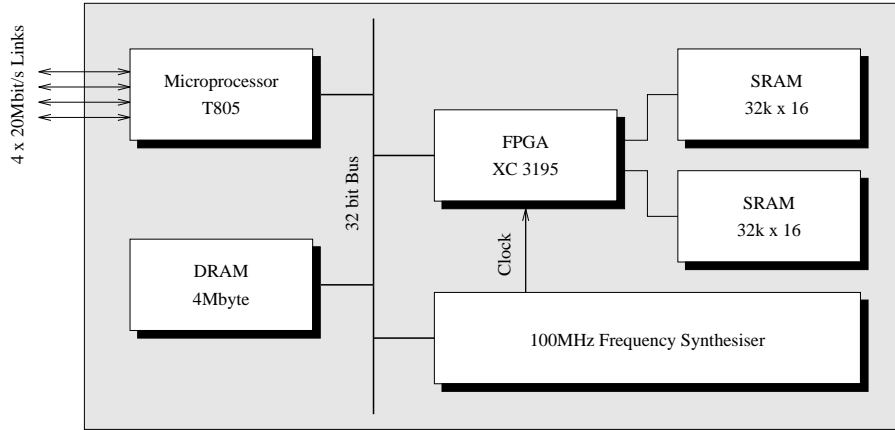 4 x 20Mbit/s Links
Microprocessor
T805
DRAM
4Mbyte
32 bit Bus
FPGA
XC 3195
Clock
SRAM
32k x 16
SRAM
32k x 16
100MHz Frequency Synthesiser